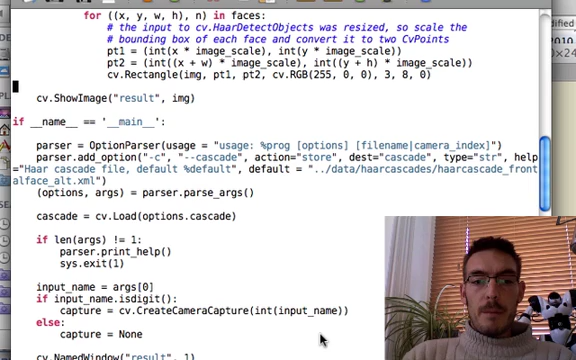 for ((x, y, w, h), n) in faces:
# the input to cv.HaarDetectObjects was resized, so scale the
# bounding box of each face and convert it to two CvPoints
pt1 = (int(x * image_scale), int(y * image_scale))
pt2 = (int((x + w) * image_scale), int((y + h) * image_scale))
cv.Rectangle(img, pt1, pt2, cv.RGB(255, 0, 0), 3, 8, 0)
cv.ShowImage("result", img)
if __name__ == '__main__':
parser = OptionParser(usage = "usage: %prog [options] [filename|camera_index]")
parser.add_option("-c", "--cascade", action="store", dest="cascade", type="str", help
="Haar cascade file, default %default", default = "../data/haarcascades/haarcascade_front
alface_alt.xml")
(options, args) = parser.parse_args()
cascade = cv.Load(options.cascade)
if len(args) != 1:
parser.print_help()
sys.exit(1)
input_name = args[0]
if input_name.isdigit():
capture = cv.CreateCameraCapture(int(input_name))
else:
capture = None
cv.NamedWindow("result", 1)